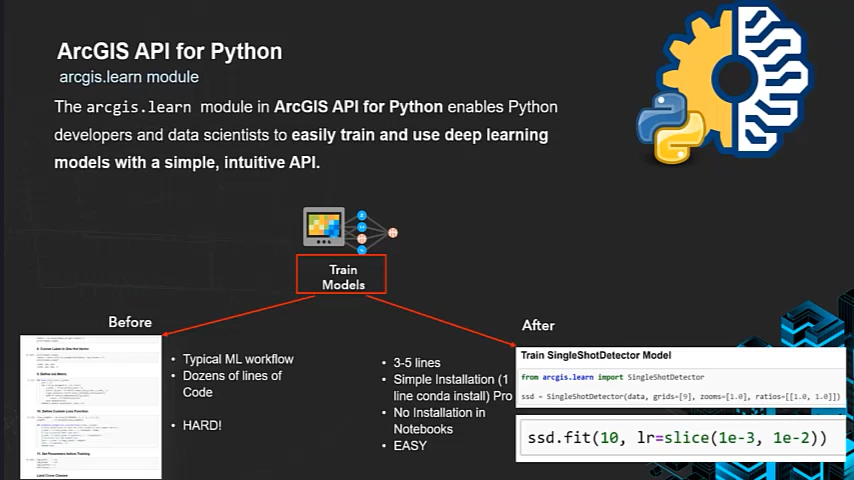 ArcGIS API for Python
arcgis.learn module
The arcgis.learn module in ArcGIS API for Python enables Python
developers and data scientists to easily train and use deep learning
models with a simple, intuitive API.
Train
Models
Before
• Typical ML workflow
• Dozens of lines of
Code
• HARD!
• 3-5 lines
• Simple Installation (1
line conda install) Pro
• No Installation in
Notebooks
• EASY
After
Train SingleShotDetector Model
from arcgis.learn import SingleShotDetector
ssd = SingleShotDetector(data, grids=[9], zooms=[1.0], ratios=[[1.0, 1.0]])
ssd.fit(10, lr=slice(1e-3, 1e-2))